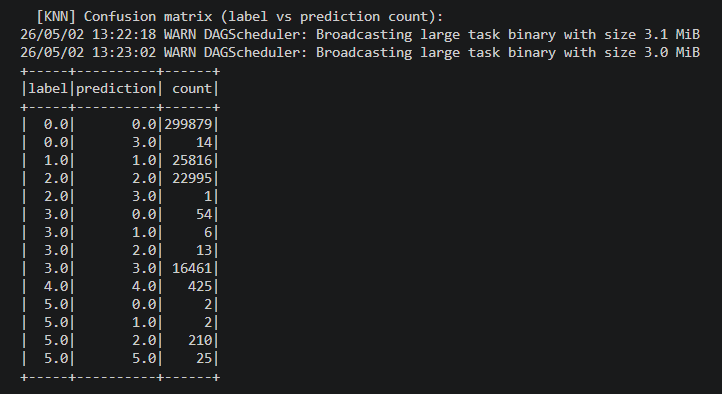 [KNN] Confusion matrix (label vs prediction count):
26/05/02 13:22:18 WARN DAGScheduler: Broadcasting large task binary with size 3.1 MiB
26/05/02 13:23:02 WARN DAGScheduler: Broadcasting large task binary with size 3.0 MiB
+-----+----------+------+
|label|prediction| count|
+-----+----------+------+
|  0.0|       0.0|299879|
|  0.0|       3.0|    14|
|  1.0|       1.0| 25816|
|  2.0|       2.0| 22995|
|  2.0|       3.0|     1|
|  3.0|       0.0|    54|
|  3.0|       1.0|     6|
|  3.0|       2.0|    13|
|  3.0|       3.0| 16461|
|  4.0|       4.0|   425|
|  5.0|       0.0|     2|
|  5.0|       1.0|     2|
|  5.0|       2.0|   210|
|  5.0|       5.0|    25|
+-----+----------+------+